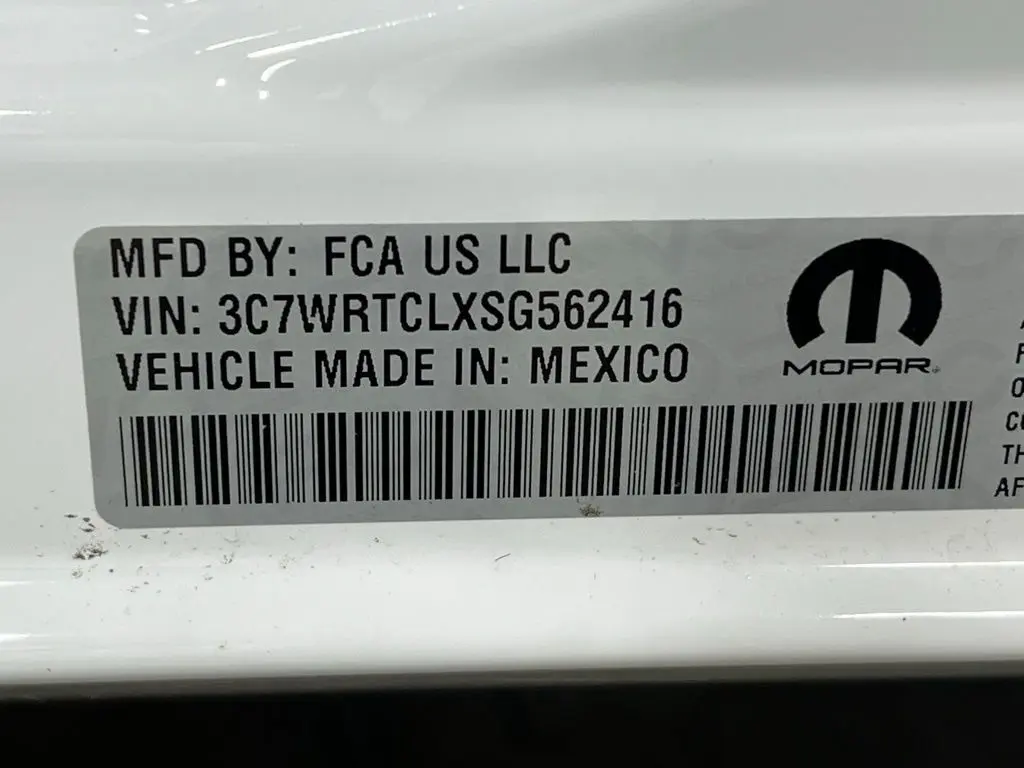 MFD BY: FCA US LLC
VIN: 3C7WRTCLXSG562416
VEHICLE MADE IN: MEXICO
MOPAR